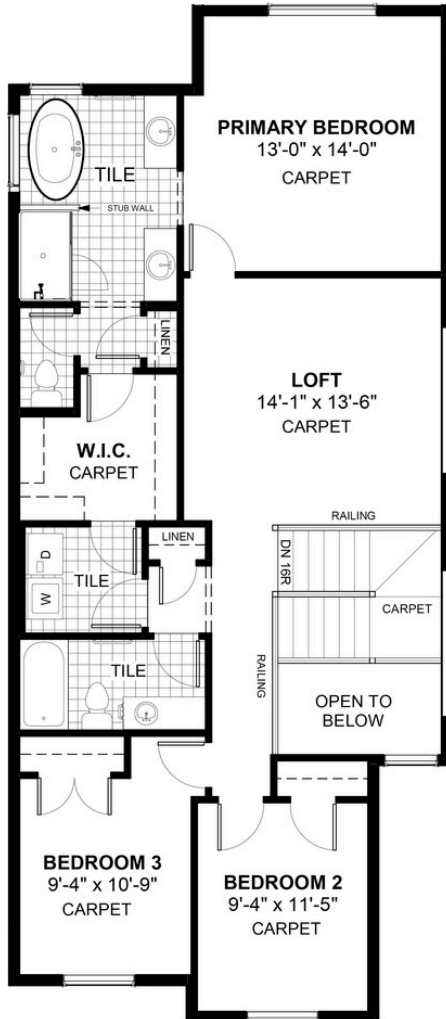 PRIMARY BEDROOM
13'-0" x 14'-0"
CARPET
TILE
STUB WALL
LINEN
LOFT
14'-1" x 13'-6"
CARPET
W.I.C.
CARPET
RAILING
LINEN
DN 16R
D
TILE
W
CARPET
RAILING
TILE
OPEN TO
BELOW
BEDROOM 3
9'-4" x 10'-9"
CARPET
BEDROOM 2
9'-4" x 11'-5"
CARPET